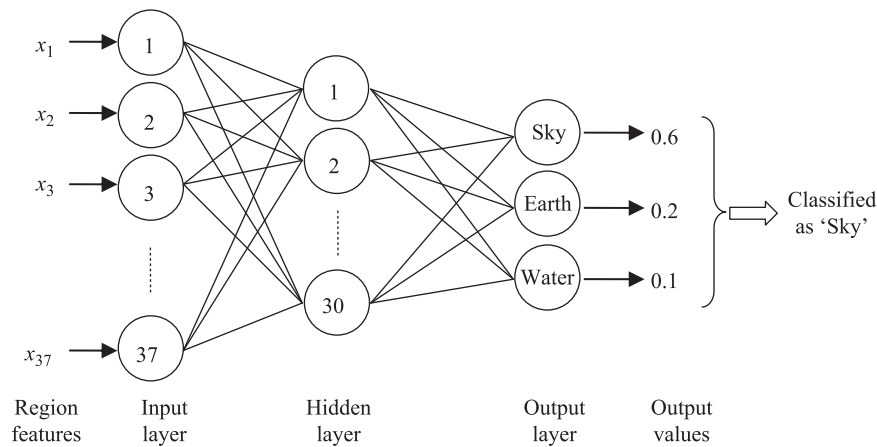 x1
x2
x3
x37
1
2
3
37
1
2
30
Sky
Earth
Water
0.6
0.2
0.1
Classified
as ‘Sky’
Region
features
Input
layer
Hidden
layer
Output
layer
Output
values